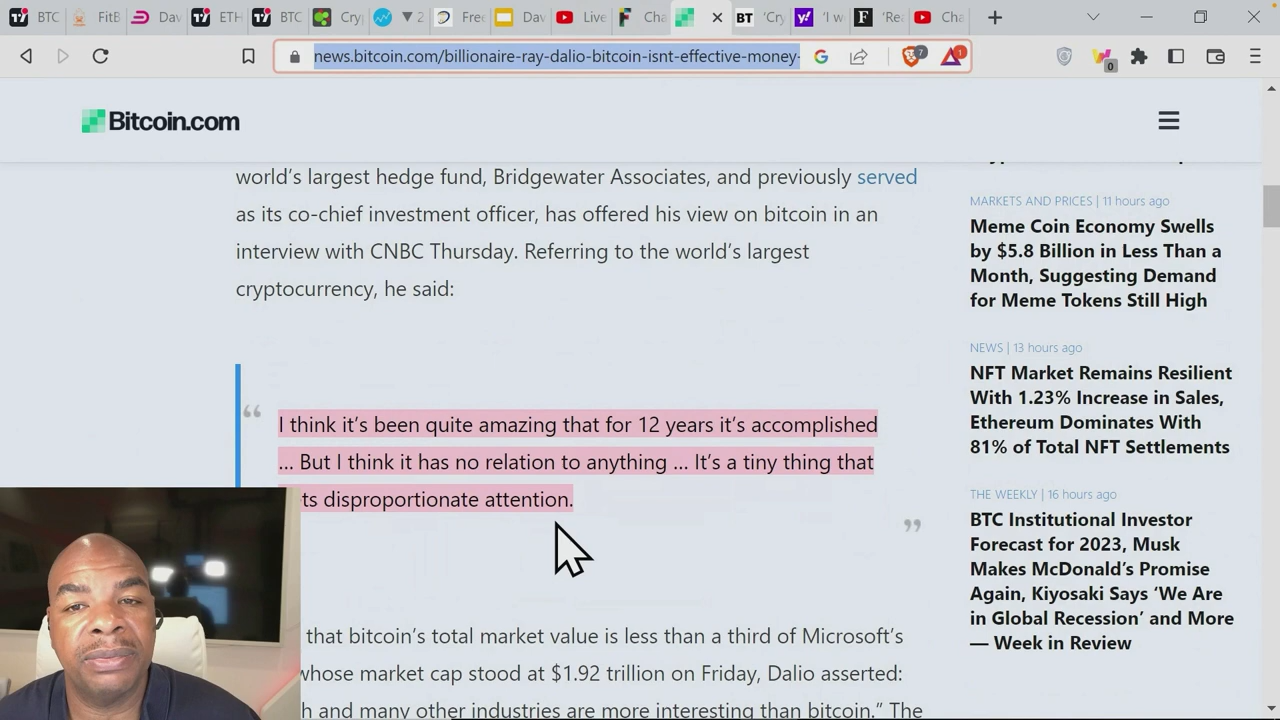 BTC
FitB
Dav
ETH
BTC
Cry
▼ 2
Free
Dav
Live
Cha
BT
'Cry
'I w
'Re
Cha
news.bitcoin.com/billionaire-ray-dalio-bitcoin-isnt-effective-money-
7
1
0
Bitcoin.com
world's largest hedge fund, Bridgewater Associates, and previously served
as its co-chief investment officer, has offered his view on bitcoin in an
interview with CNBC Thursday. Referring to the world's largest
cryptocurrency, he said:
“
I think it's been quite amazing that for 12 years it's accomplished
... But I think it has no relation to anything ... It's a tiny thing that
ts disproportionate attention.
”
that bitcoin's total market value is less than a third of Microsoft's
whose market cap stood at $1.92 trillion on Friday, Dalio asserted:
h and many other industries are more interesting than bitcoin.” The
MARKETS AND PRICES | 11 hours ago
Meme Coin Economy Swells
by $5.8 Billion in Less Than a
Month, Suggesting Demand
for Meme Tokens Still High
NEWS | 13 hours ago
NFT Market Remains Resilient
With 1.23% Increase in Sales,
Ethereum Dominates With
81% of Total NFT Settlements
THE WEEKLY | 16 hours ago
BTC Institutional Investor
Forecast for 2023, Musk
Makes McDonald's Promise
Again, Kiyosaki Says ‘We Are
in Global Recession’ and More
— Week in Review